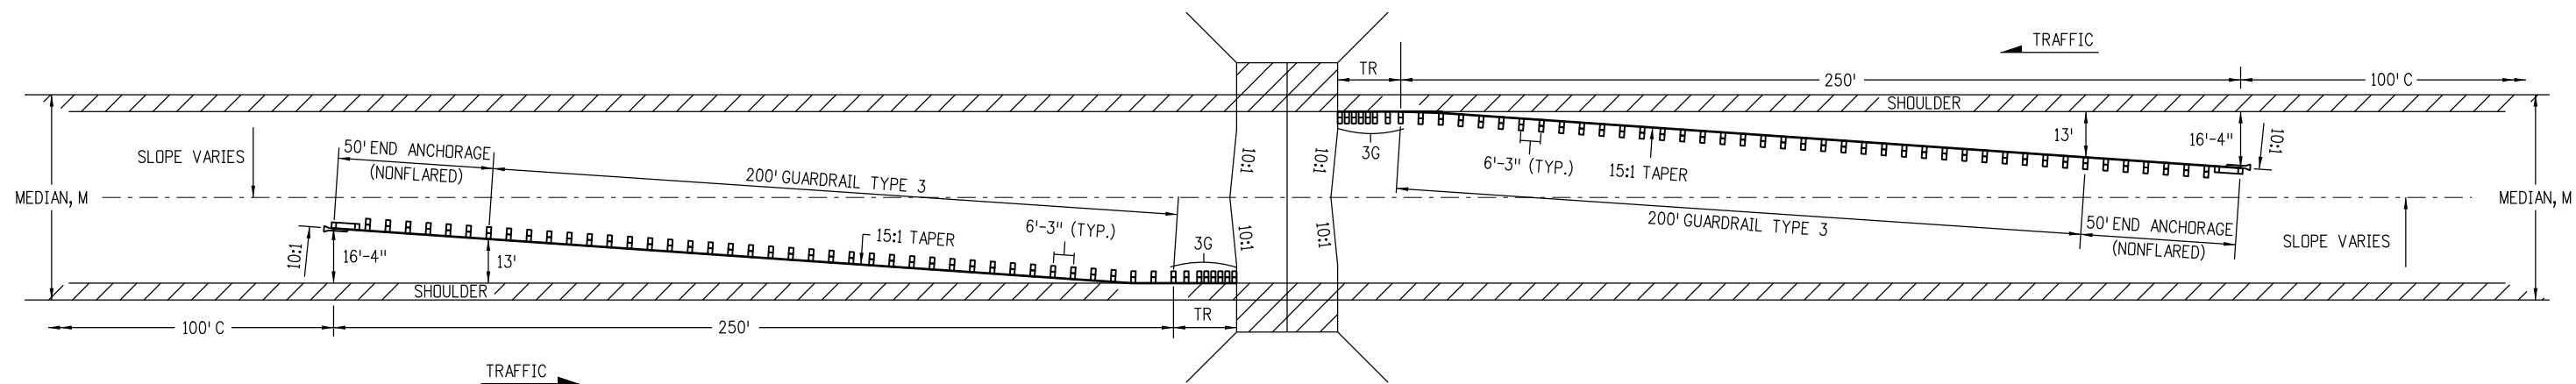 TRAFFIC
TR
250'
100' C
SHOULDER
50' END ANCHORAGE
(NONFLARED)
SLOPE VARIES
200' GUARDRAIL TYPE 3
10:1
10:1
3G
6'-3" (TYP.)
15:1 TAPER
13'
16'-4"
10:1
MEDIAN, M
MEDIAN, M
10:1
16'-4"
13'
15:1 TAPER
6'-3" (TYP.)
3G
10:1
10:1
200' GUARDRAIL TYPE 3
50' END ANCHORAGE
(NONFLARED)
SLOPE VARIES
SHOULDER
100' C
250'
TR
TRAFFIC